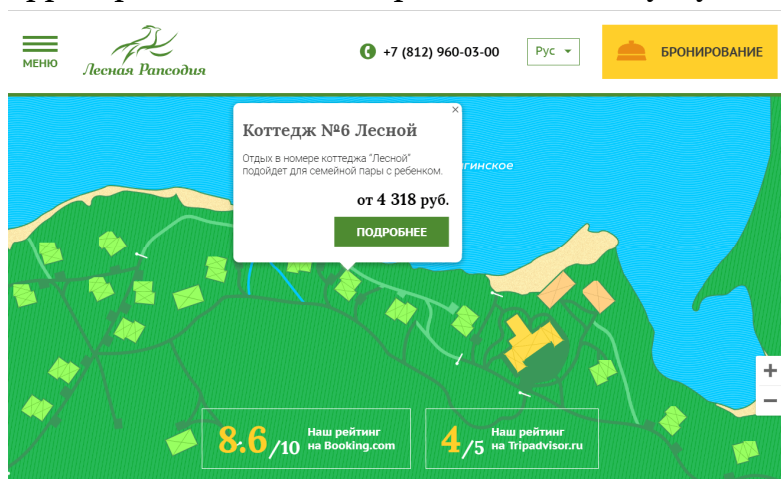 МЕНЮ
Лесная Рапсодия
+7 (812) 960-03-00
Рус
БРОНИРОВАНИЕ
Коттедж №6 Лесной
Отдых в номере коттеджа "Лесной"
подойдет для семейной пары с ребенком.
от 4 318 руб.
ПОДРОБНЕЕ
гинское
8.6/10 Наш рейтинг
на Booking.com
4/5 Наш рейтинг
на Tripadvisor.ru